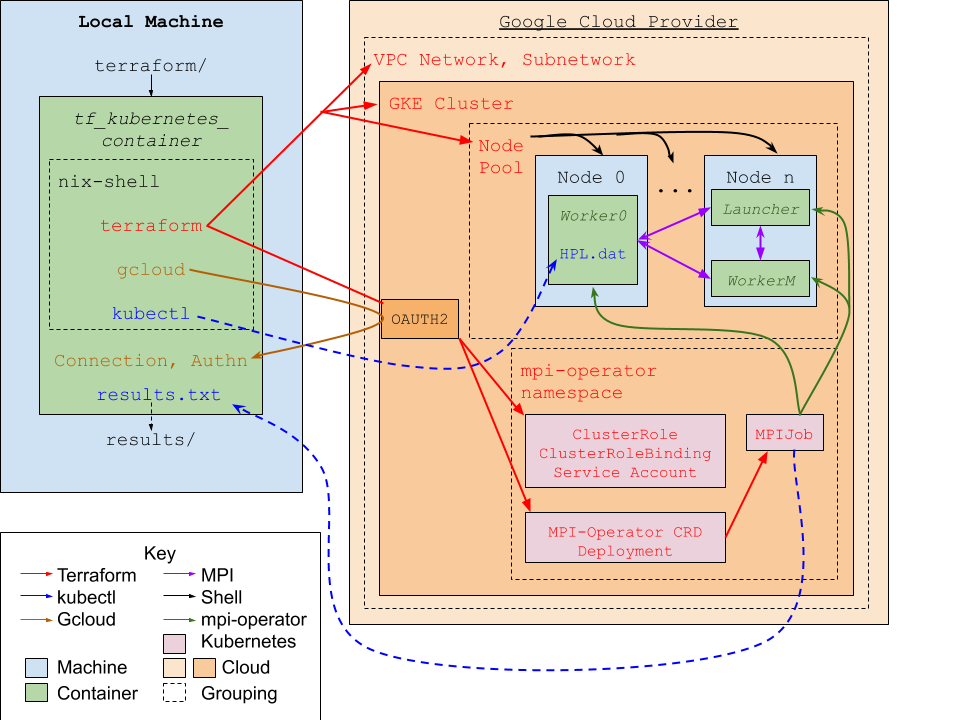 Local Machine
terraform/
tf_kubernetes_
container
nix-shell
terraform
gcloud
kubectl
Connection, Authn
results.txt
results/
Google Cloud Provider
VPC Network, Subnetwork
GKE Cluster
Node
Pool
Node 0
Worker0
HPL.dat
...
Node n
Launcher
WorkerM
OAUTH2
mpi-operator
namespace
ClusterRole
ClusterRoleBinding
Service Account
MPIJob
MPI-Operator CRD
Deployment
Key
Terraform
kubectl
Gcloud
MPI
Shell
mpi-operator
Kubernetes
Machine
Cloud
Container
Grouping